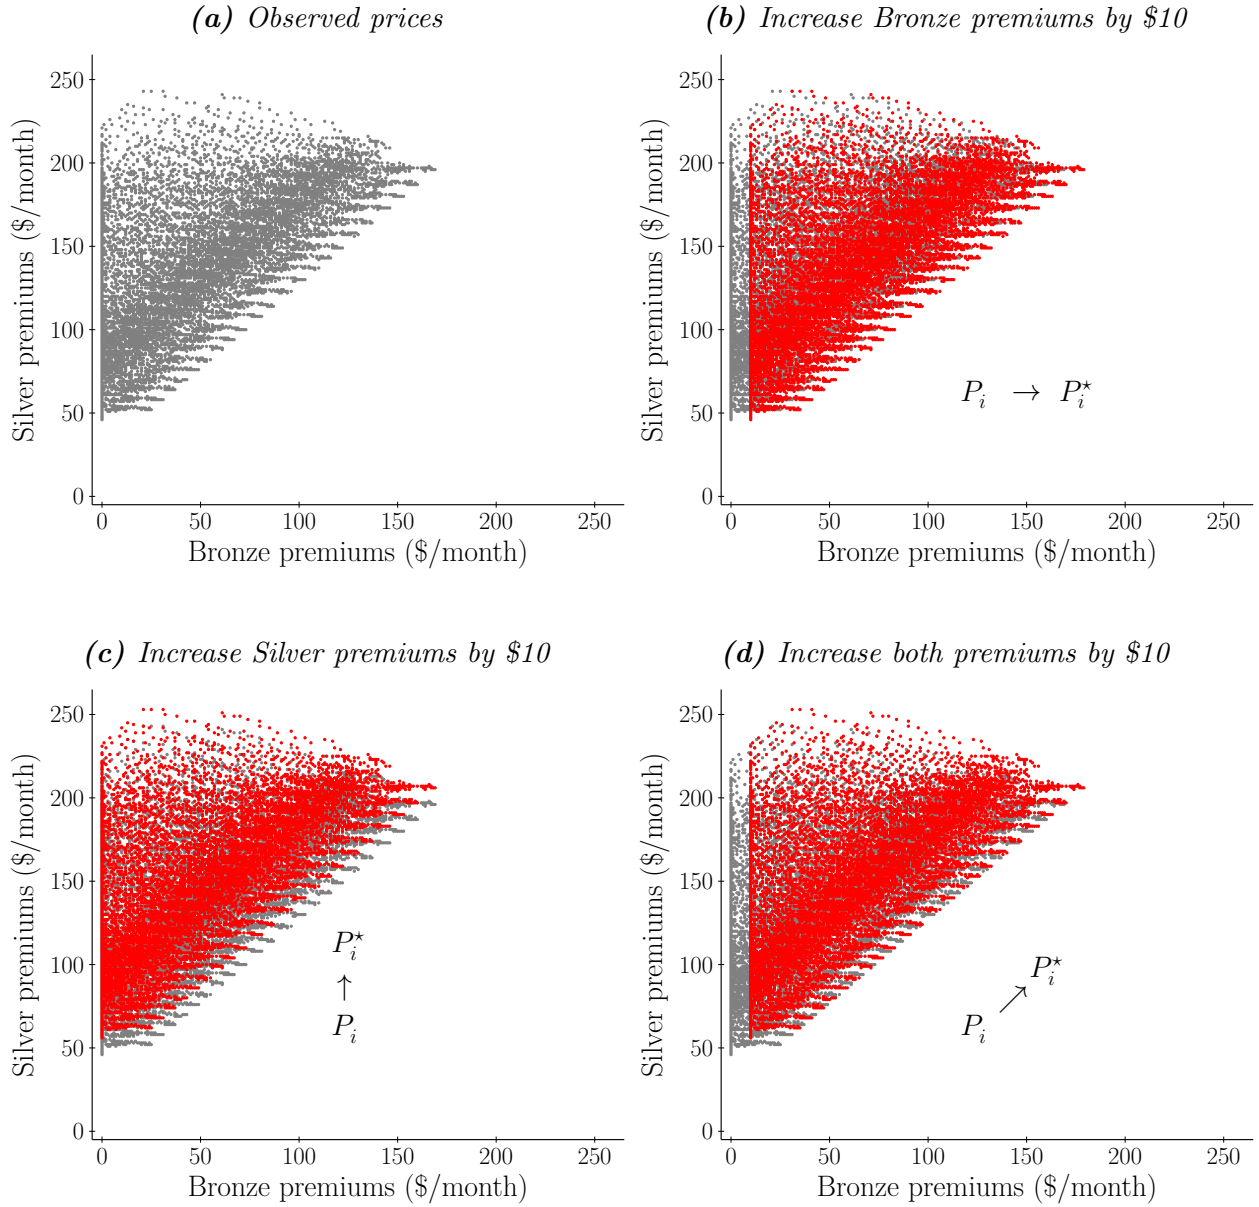 (a) Observed prices
Silver premiums ($/month)
250
200
150
100
50
0
0 50 100 150 200 250
Bronze premiums ($/month)
(b) Increase Bronze premiums by $10
Silver premiums ($/month)
250
200
150
100
50
0
P_i → P_i^⋆
0 50 100 150 200 250
Bronze premiums ($/month)
(c) Increase Silver premiums by $10
Silver premiums ($/month)
250
200
150
100
50
0
P_i^⋆
↑
P_i
0 50 100 150 200 250
Bronze premiums ($/month)
(d) Increase both premiums by $10
Silver premiums ($/month)
250
200
150
100
50
0
P_i^⋆
↗
P_i
0 50 100 150 200 250
Bronze premiums ($/month)